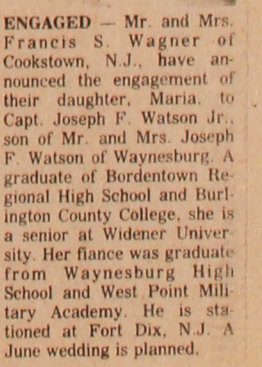 ENGAGED — Mr. and Mrs.
Francis S. Wagner of
Cookstown, N.J., have an-
nounced the engagement of
their daughter, Maria. to
Capt. Joseph F. Watson Jr.,
son of Mr. and Mrs. Joseph
F. Watson of Waynesburg. A
graduate of Bordentown Re-
gional High School and Burl-
ington County College, she is
a senior at Widener Univer-
sity. Her fiance was graduate
from Waynesburg High
School and West Point Mili-
tary Academy. He is sta-
tioned at Fort Dix, N.J. A
June wedding is planned.